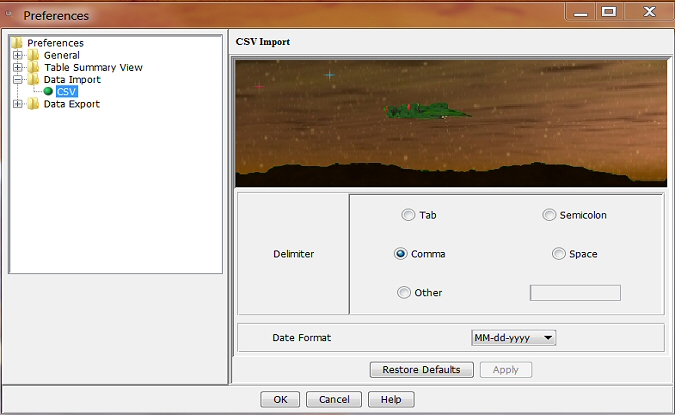 Preferences
Preferences
General
Table Summary View
Data Import
CSV
Data Export
CSV Import
Delimiter
Tab
Semicolon
Comma
Space
Other
Date Format
MM-dd-yyyy
Restore Defaults
Apply
OK
Cancel
Help